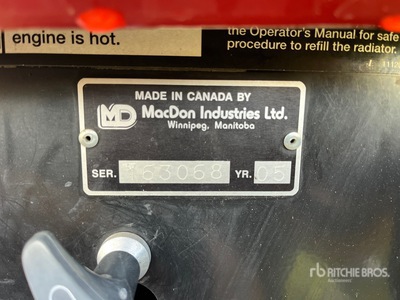 engine is hot.
the Operator's Manual for safe
procedure to refill the radiator.
MADE IN CANADA BY
MD MacDon Industries Ltd.
Winnipeg, Manitoba
SER. 163068 YR. 05
rb RITCHIE BROS.